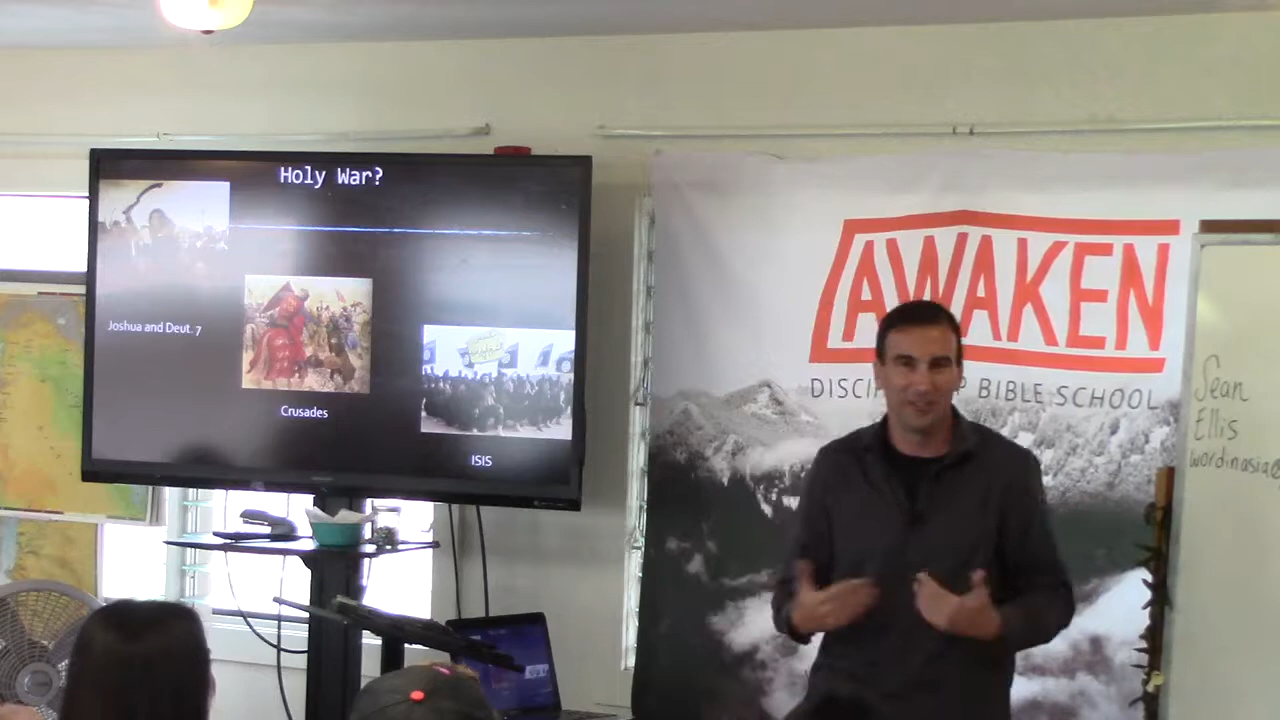 Holy War?
Joshua and Deut. 7
Crusades
ISIS
AWAKEN
BIBLE SCHOOL
Sean
Ellis